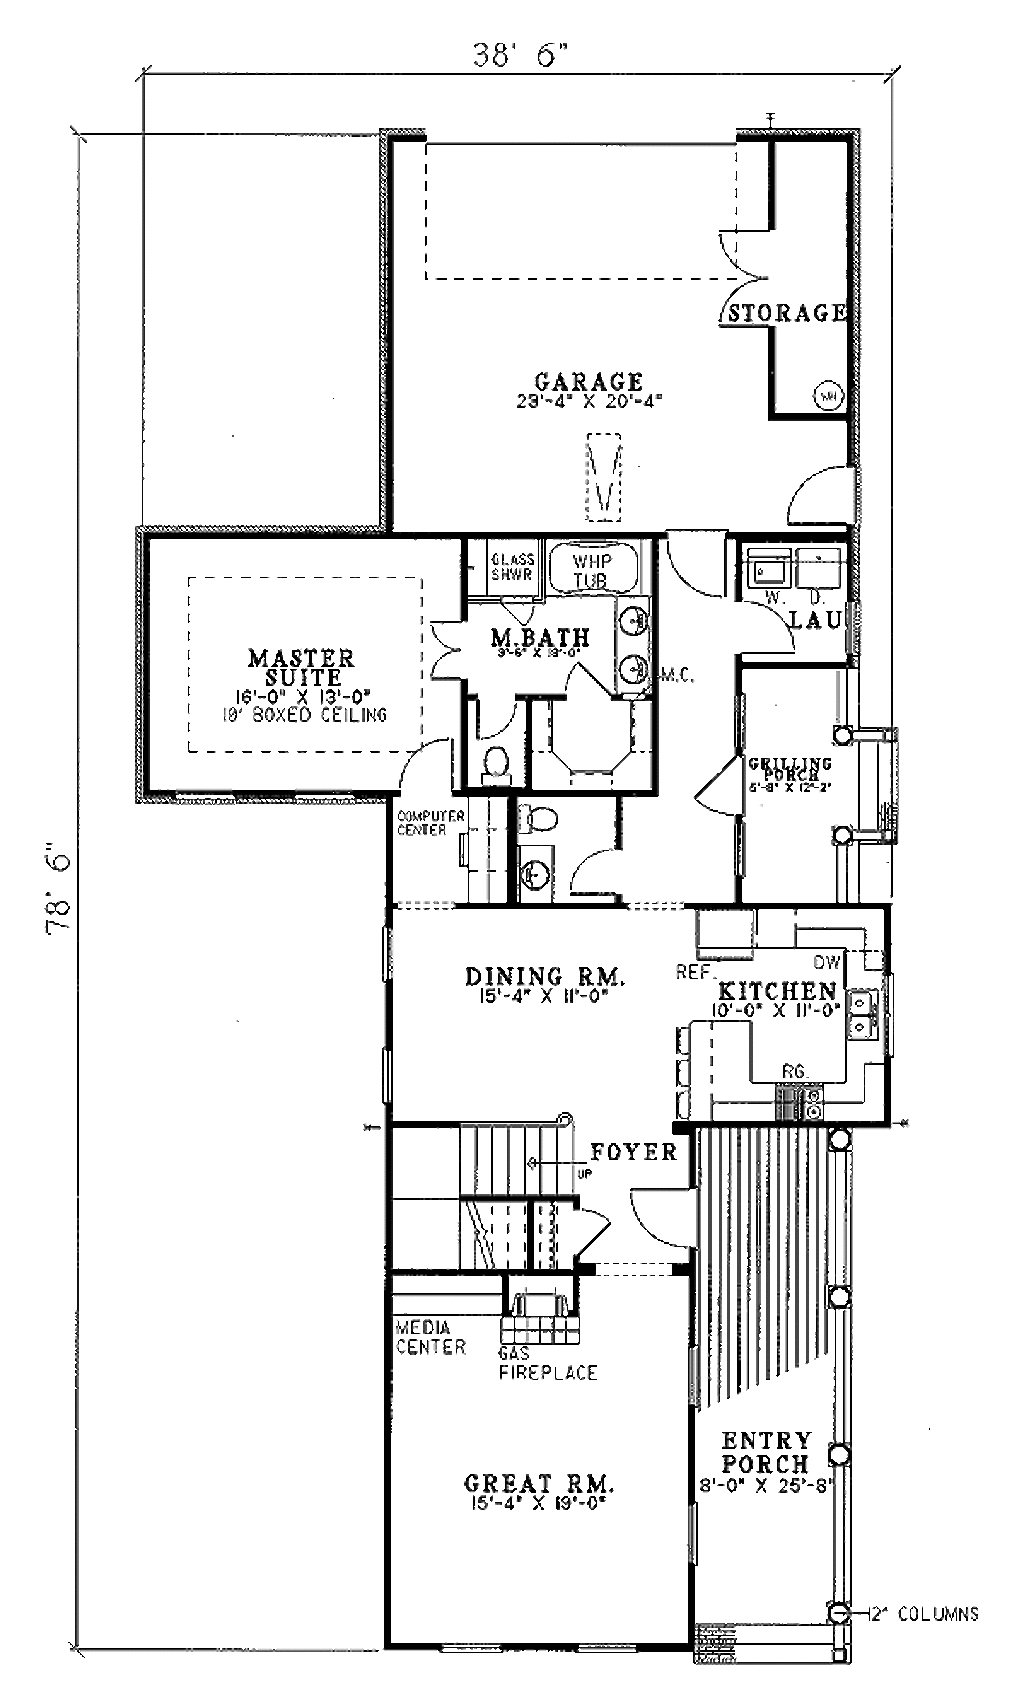 38' 6"
STORAGE
GARAGE
23'-4" X 20'-4"
WH
GLASS
SHWR
WHP
TUB
W. D.
LAU
M.BATH
9'-6" X 13'-0"
M.C.
MASTER
SUITE
16'-0" X 13'-0"
10' BOXED CEILING
GRILLING
PORCH
5'-8" X 12'-2"
COMPUTER
CENTER
78' 6"
DINING RM.
15'-4" X 11'-0"
REF.
DW
KITCHEN
10'-0" X 11'-0"
RG.
FOYER
UP
MEDIA
CENTER
GAS
FIREPLACE
ENTRY
PORCH
8'-0" X 25'-8"
GREAT RM.
15'-4" X 19'-0"
12" COLUMNS